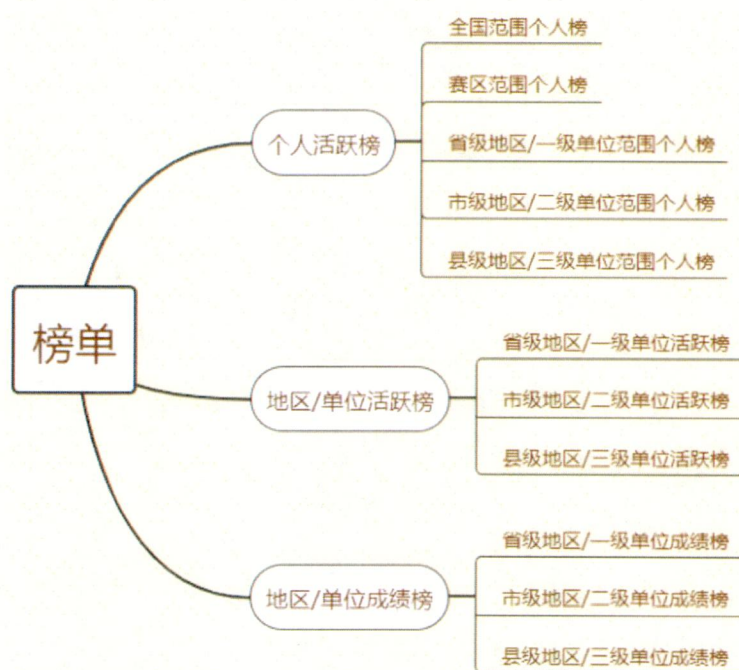 榜单
个人活跃榜
全国范围个人榜
赛区范围个人榜
省级地区/一级单位范围个人榜
市级地区/二级单位范围个人榜
县级地区/三级单位范围个人榜
地区/单位活跃榜
省级地区/一级单位活跃榜
市级地区/二级单位活跃榜
县级地区/三级单位活跃榜
地区/单位成绩榜
省级地区/一级单位成绩榜
市级地区/二级单位成绩榜
县级地区/三级单位成绩榜